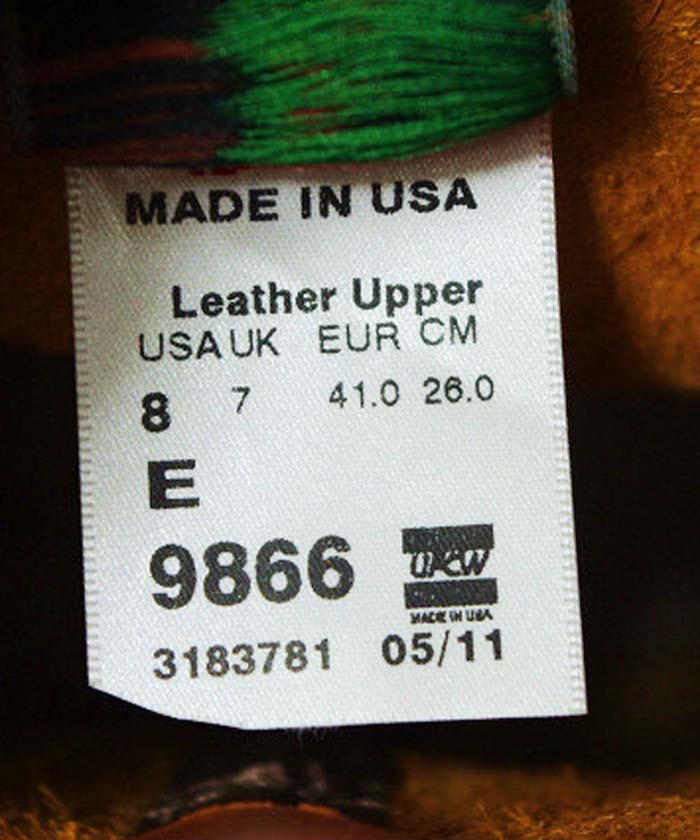 MADE IN USA
Leather Upper
USA UK EUR CM
8 7 41.0 26.0
E
9866
UFCW
MADE IN USA
3183781 05/11